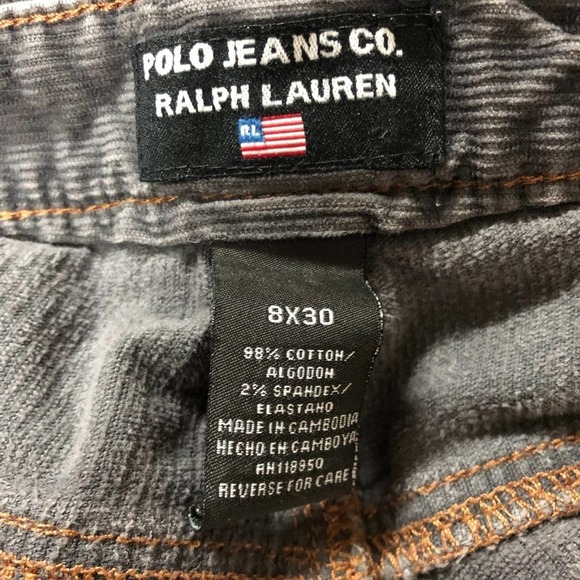 POLO JEANS CO.
RALPH LAUREN
RL
8X30
98% COTTON/
ALGODON
2% SPANDEX/
ELASTANO
MADE IN CAMBODIA
HECHO EN CAMBOYA
RN118950
REVERSE FOR CARE